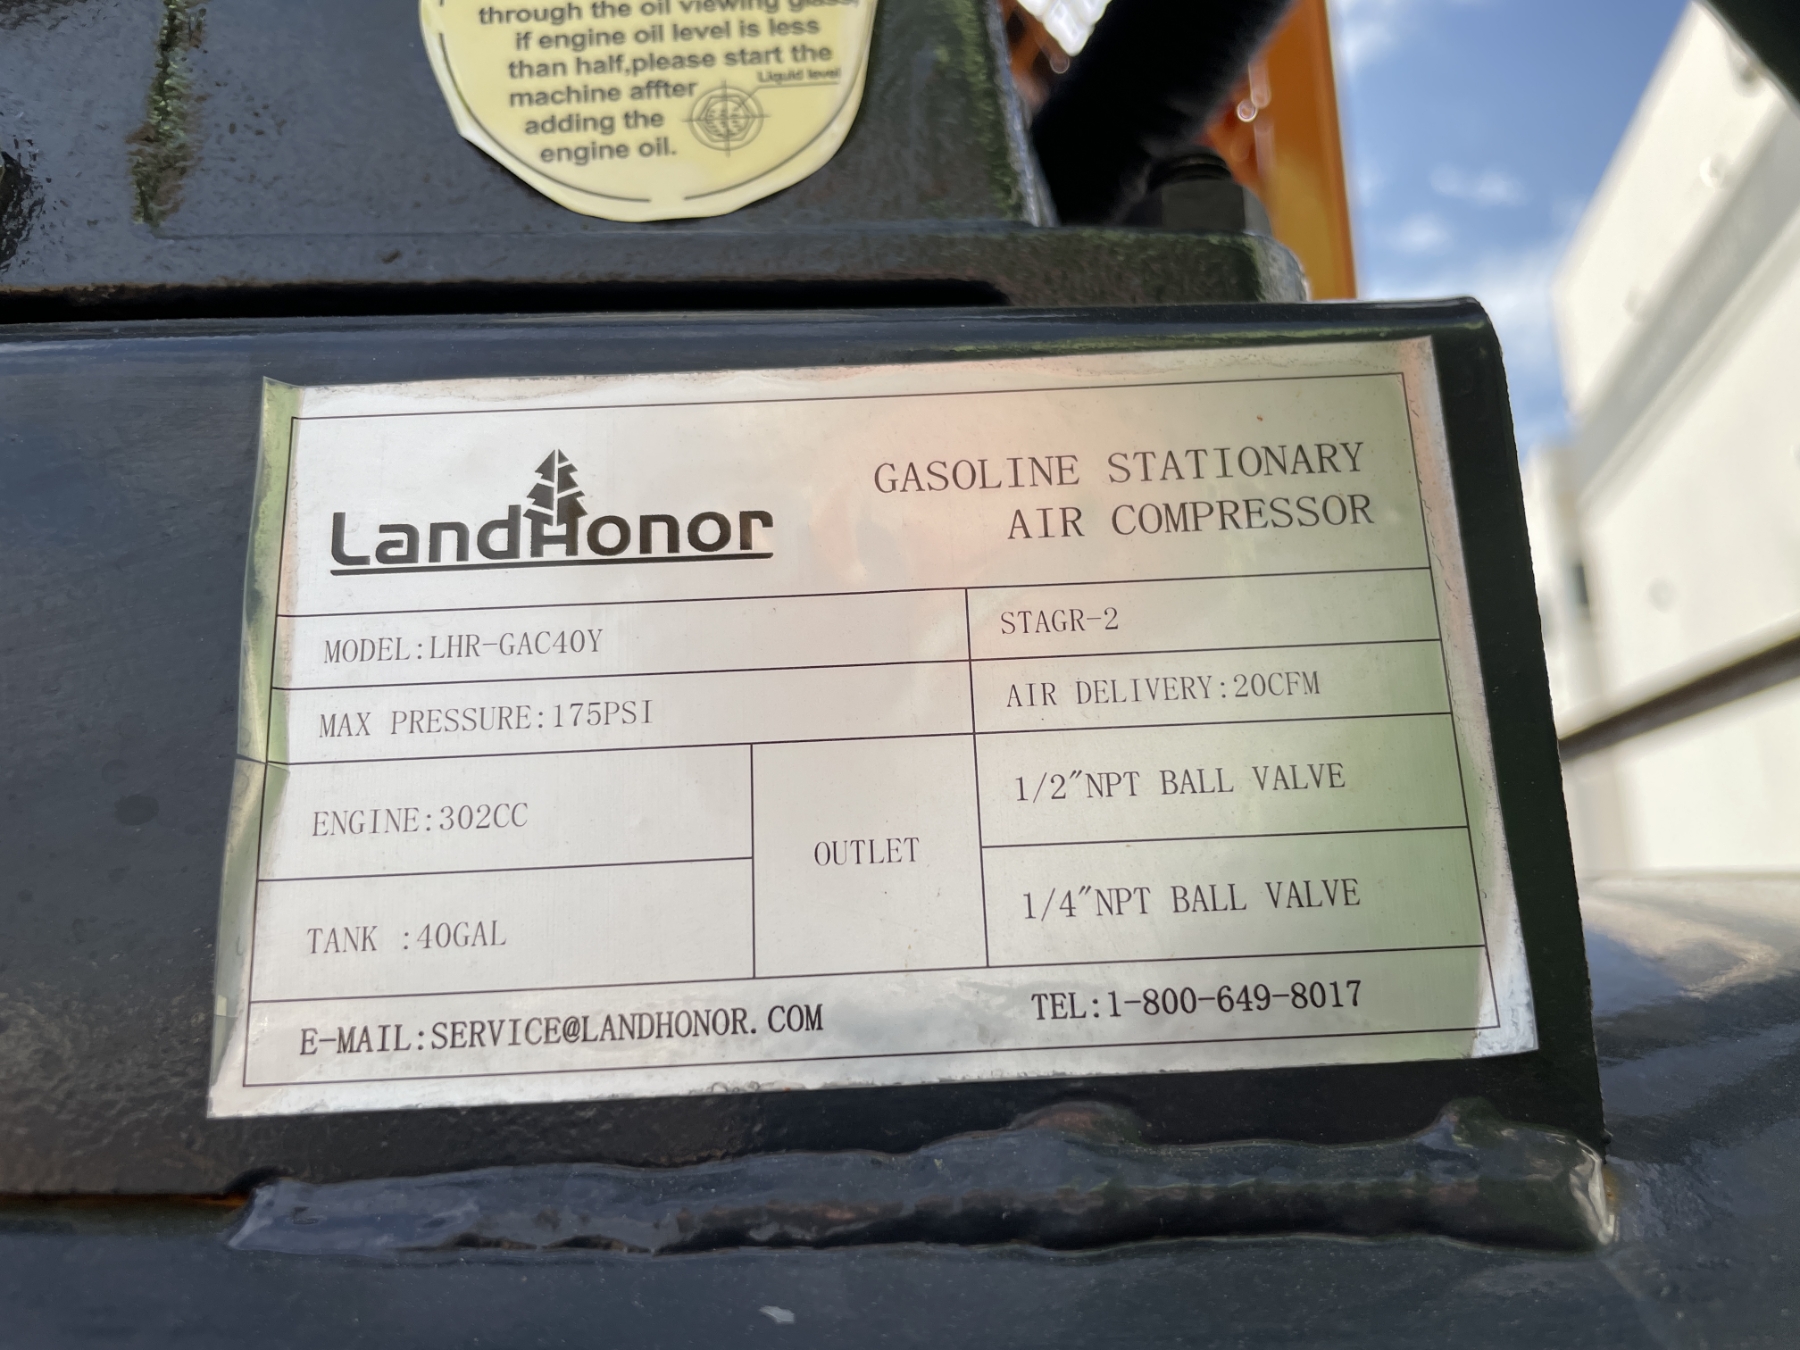 through the oil viewing glass,
if engine oil level is less
than half,please start the
Liquid level
machine affter
adding the
engine oil.
LandHonor
GASOLINE STATIONARY
AIR COMPRESSOR
MODEL:LHR-GAC40Y
STAGR-2
MAX PRESSURE:175PSI
AIR DELIVERY:20CFM
ENGINE:302CC
OUTLET
1/2"NPT BALL VALVE
TANK :40GAL
1/4"NPT BALL VALVE
E-MAIL:SERVICE@LANDHONOR.COM
TEL:1-800-649-8017